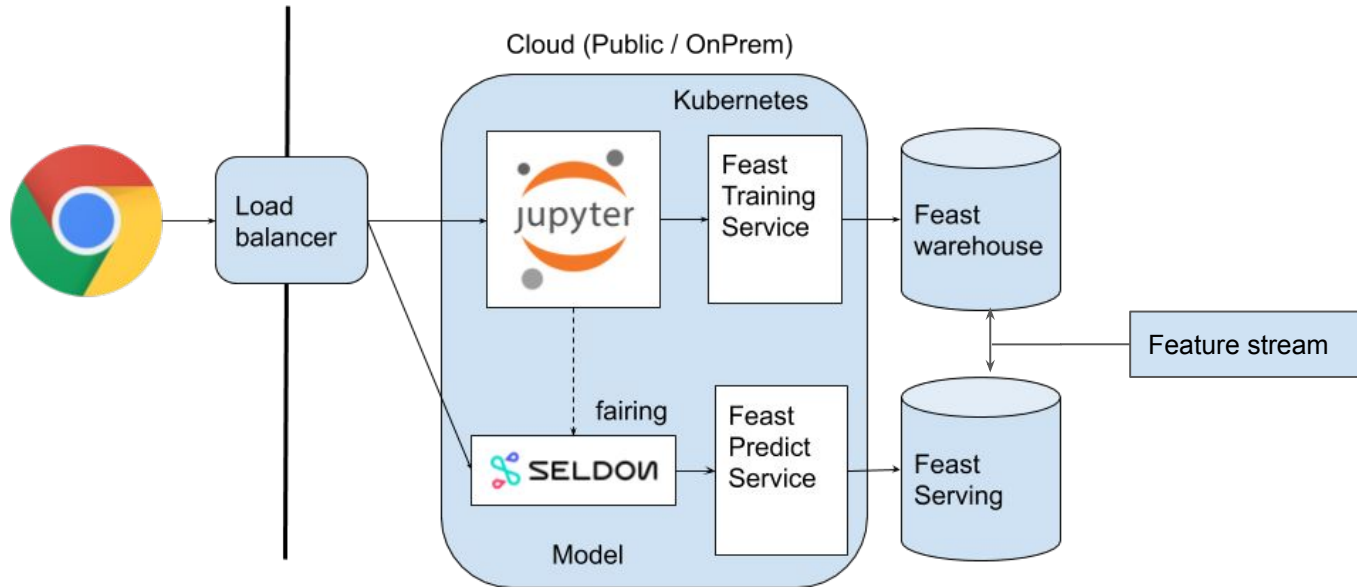 Cloud (Public / OnPrem)
Kubernetes
Load
balancer
jupyter
Feast
Training
Service
Feast
warehouse
Feature stream
fairing
SELDON
Feast
Predict
Service
Feast
Serving
Model